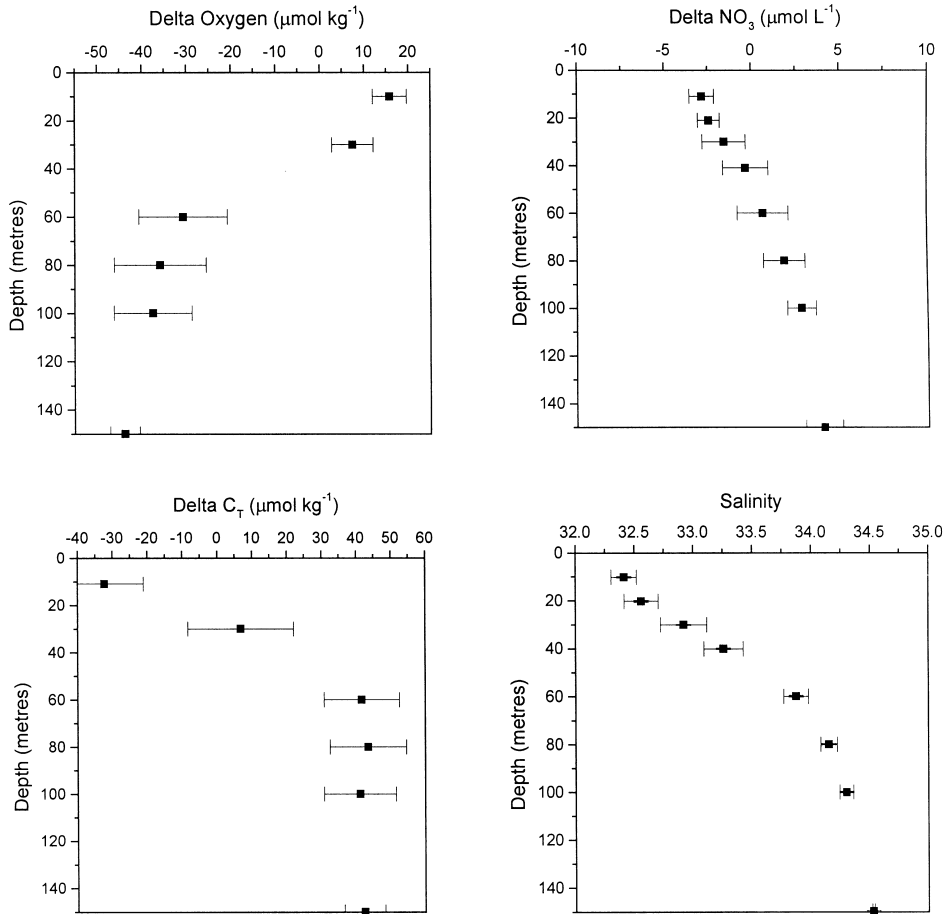 Delta Oxygen (μmol kg⁻¹)
-50 -40 -30 -20 -10 0 10 20
0
20
40
60
80
100
120
140
Depth (metres)
Delta NO₃ (μmol L⁻¹)
-10 -5 0 5 10
0
20
40
60
80
100
120
140
Depth (metres)
Delta C_T (μmol kg⁻¹)
-40 -30 -20 -10 0 10 20 30 40 50 60
0
20
40
60
80
100
120
140
Depth (metres)
Salinity
32.0 32.5 33.0 33.5 34.0 34.5 35.0
0
20
40
60
80
100
120
140
Depth (metres)